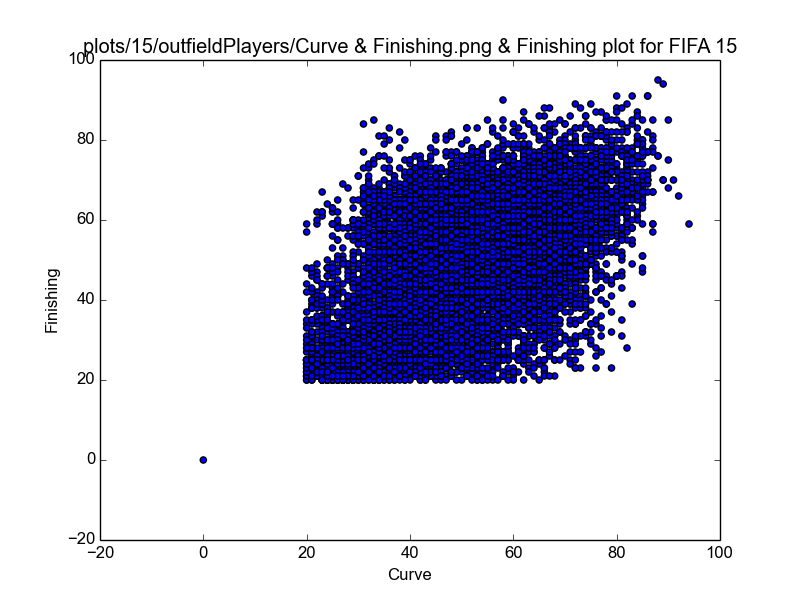 plots/15/outfieldPlayers/Curve & Finishing.png & Finishing plot for FIFA 15
100
80
60
40
20
0
−20
Finishing
−20 0 20 40 60 80 100
Curve